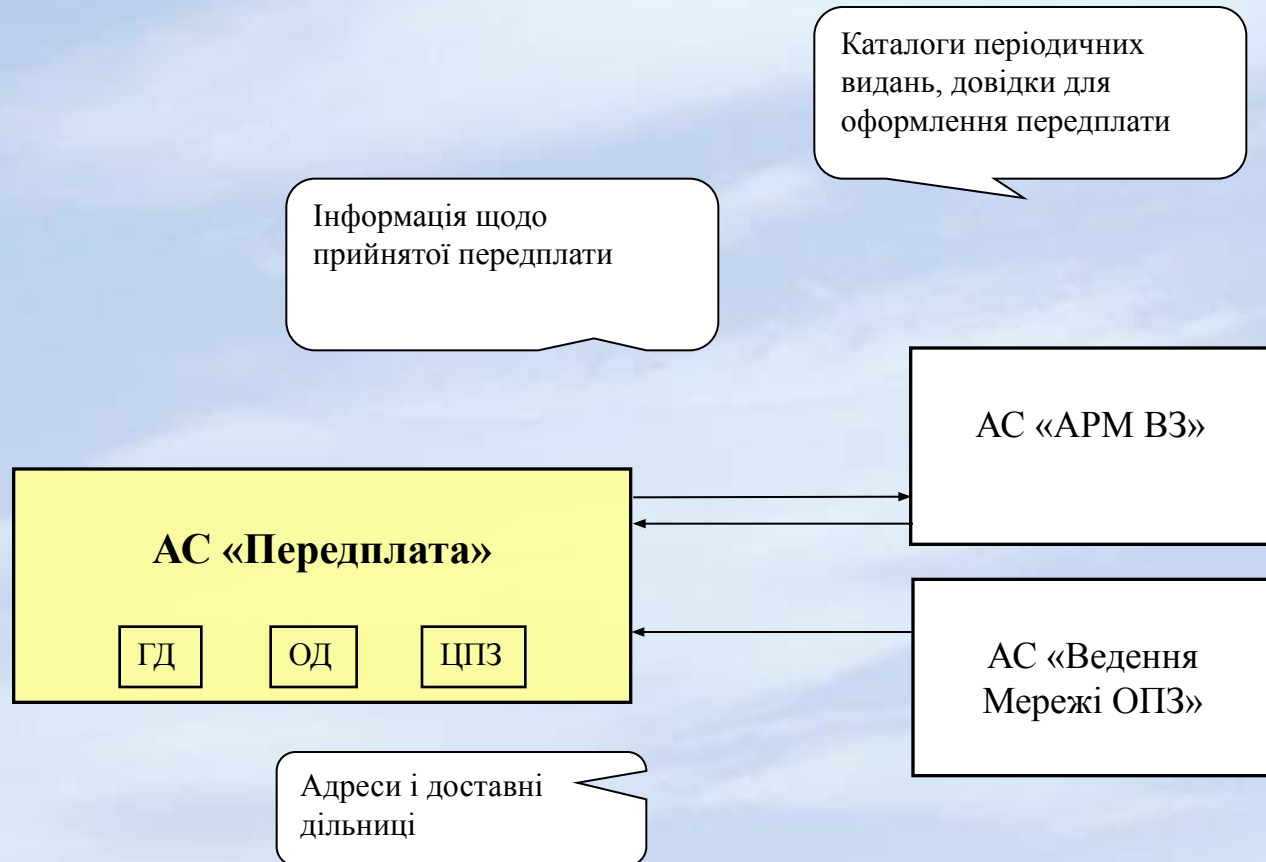 Каталоги періодичних
видань, довідки для
оформлення передплати
Інформація щодо
прийнятої передплати
АС «АРМ ВЗ»
АС «Передплата»
ГД
ОД
ЦПЗ
АС «Ведення
Мережі ОПЗ»
Адреси і доставні
дільниці